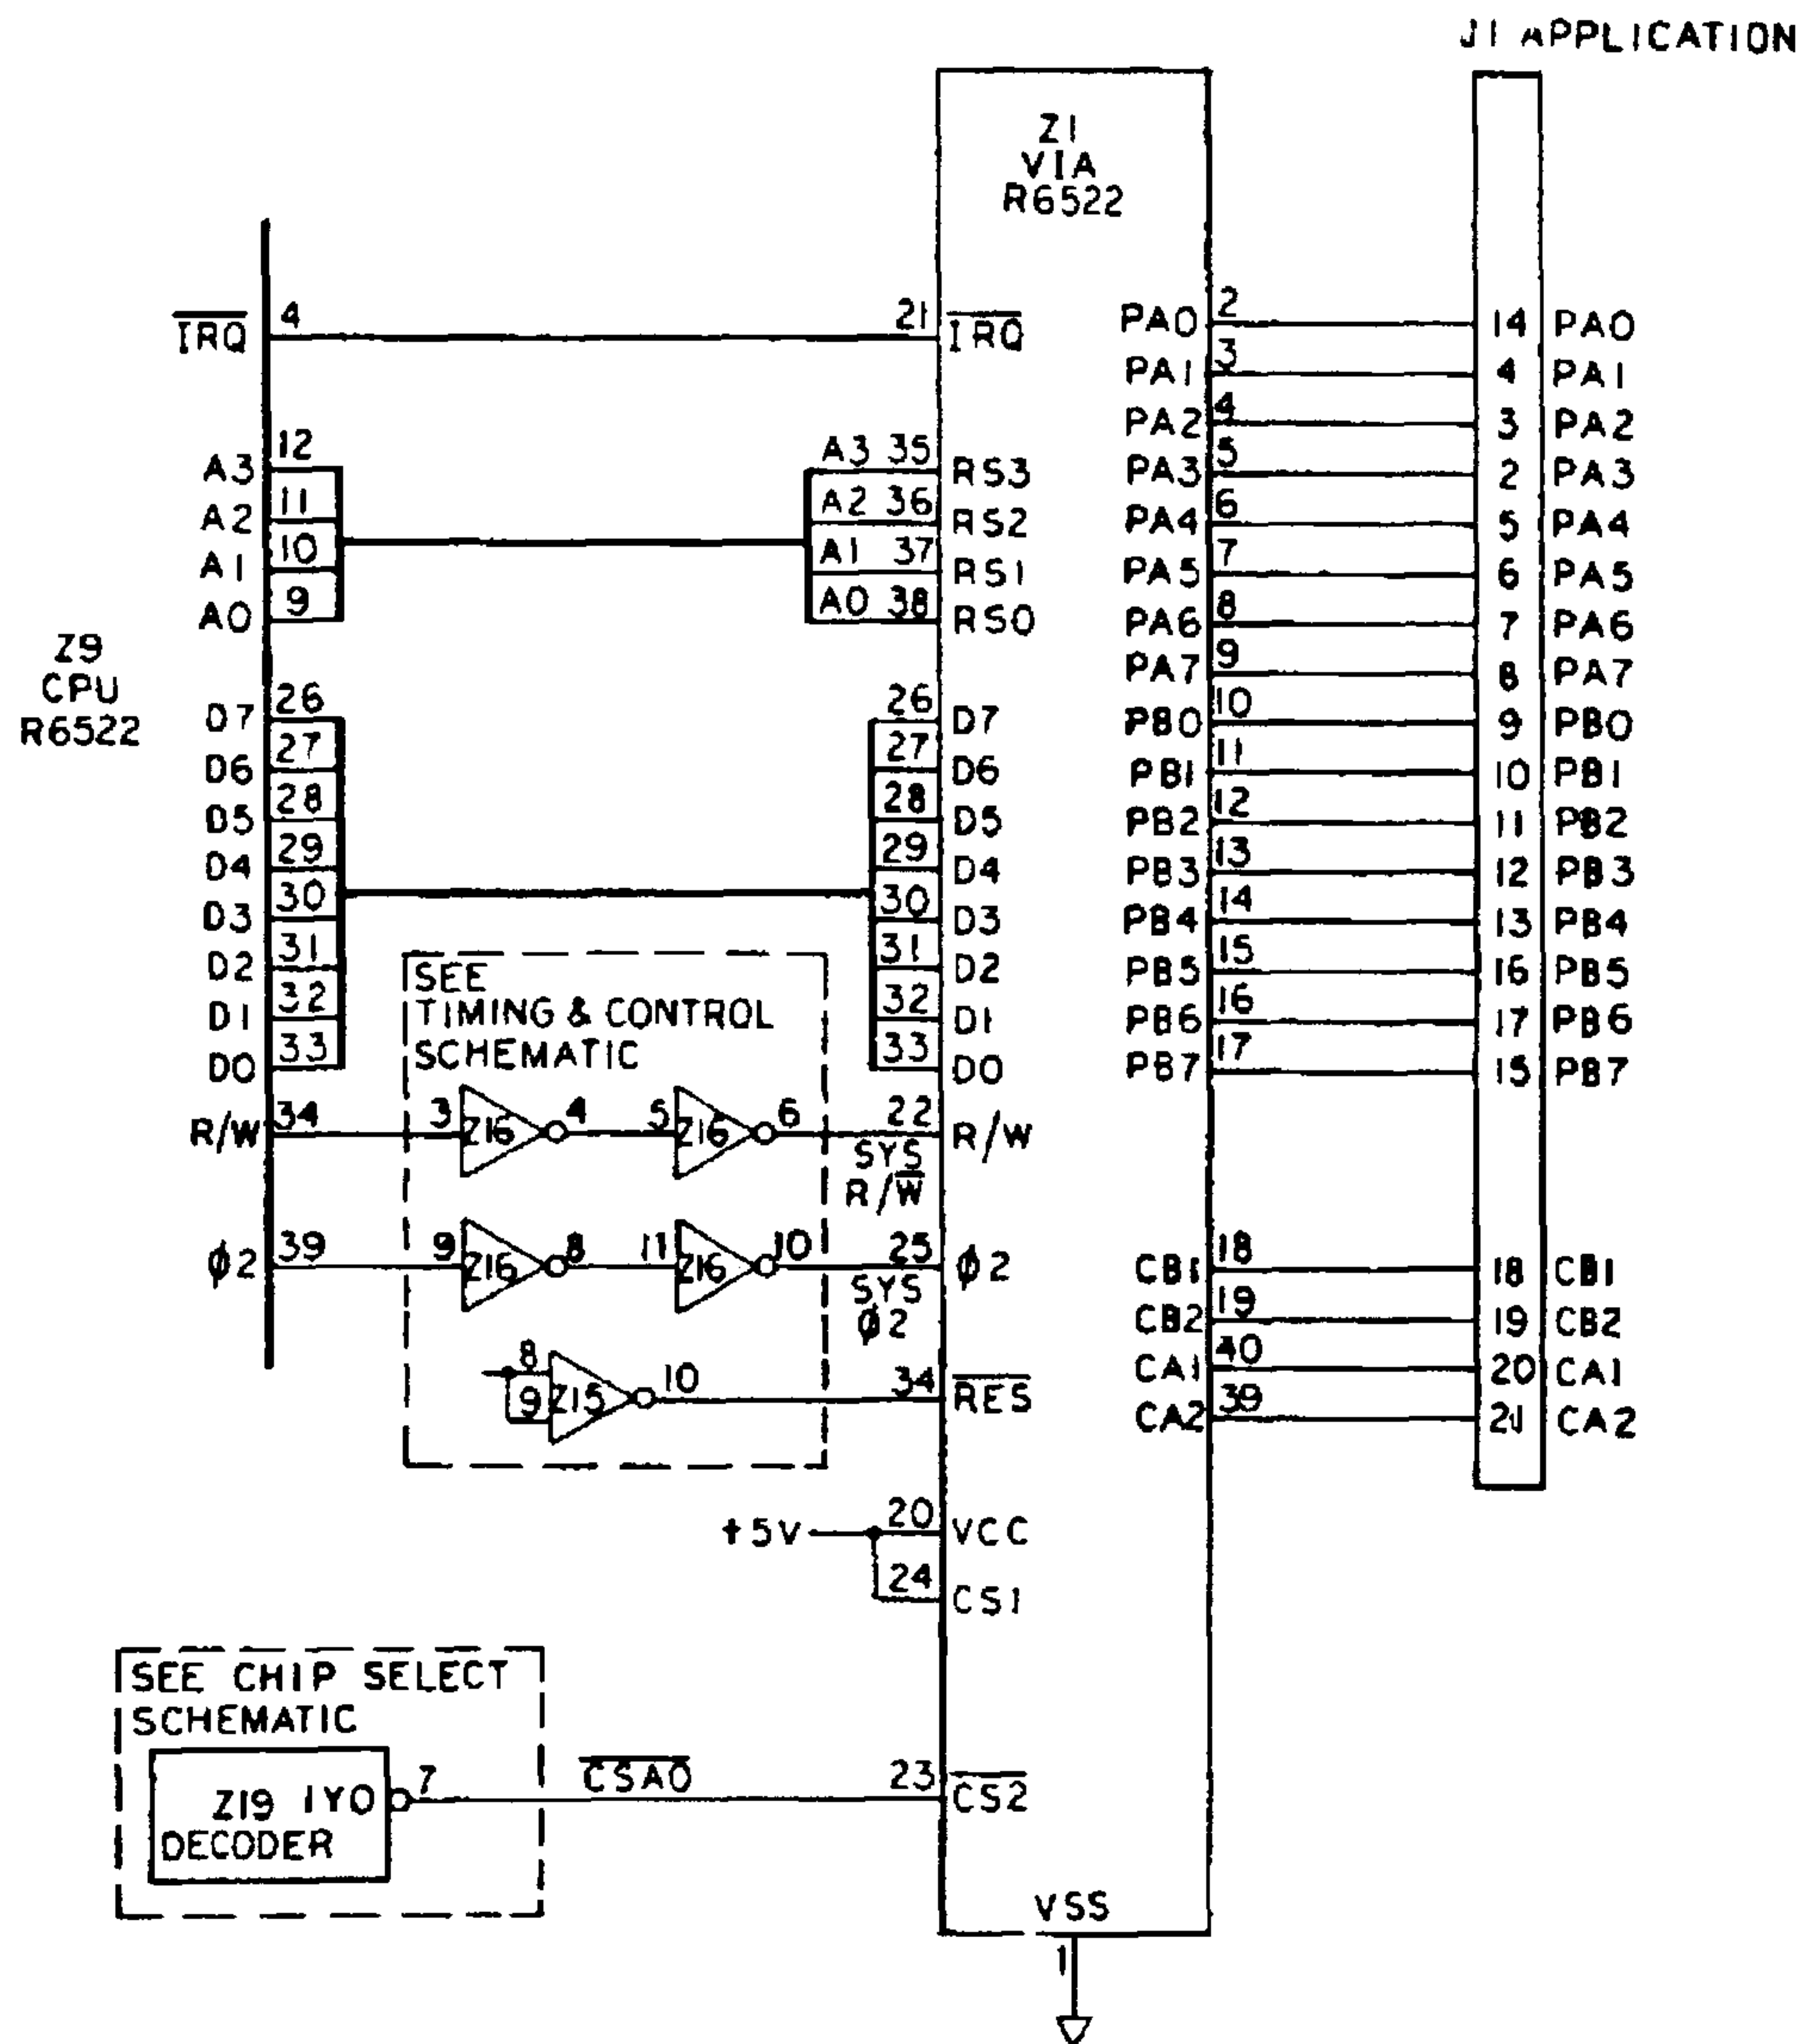 J1 APPLICATION
Z1
VIA
R6522
Z9
CPU
R6522
IRQ 4
A3 12
A2 11
A1 10
A0 9
D7 26
D6 27
D5 28
D4 29
D3 30
D2 31
D1 32
D0 33
R/W 34
ϕ2 39
SEE
TIMING & CONTROL
SCHEMATIC
3 Z16 4 5 Z16 6
9 Z16 8 11 Z16 10
8
9 Z15 10
21 IRQ
A3 35 RS3
A2 36 RS2
A1 37 RS1
A0 38 RS0
26 D7
27 D6
28 D5
29 D4
30 D3
31 D2
32 D1
33 D0
22 R/W
SYS
R/W
25 ϕ2
SYS
ϕ2
34 RES
+5V 20 VCC
24 CS1
SEE CHIP SELECT
SCHEMATIC
Z19 1Y0 7
DECODER
CSA0
23 CS2
VSS
1
PA0 2 14 PA0
PA1 3 4 PA1
PA2 4 3 PA2
PA3 5 2 PA3
PA4 6 5 PA4
PA5 7 6 PA5
PA6 8 7 PA6
PA7 9 8 PA7
PB0 10 9 PB0
PB1 11 10 PB1
PB2 12 11 PB2
PB3 13 12 PB3
PB4 14 13 PB4
PB5 15 16 PB5
PB6 16 17 PB6
PB7 17 15 PB7
CB1 18 18 CB1
CB2 19 19 CB2
CA1 40 20 CA1
CA2 39 21 CA2